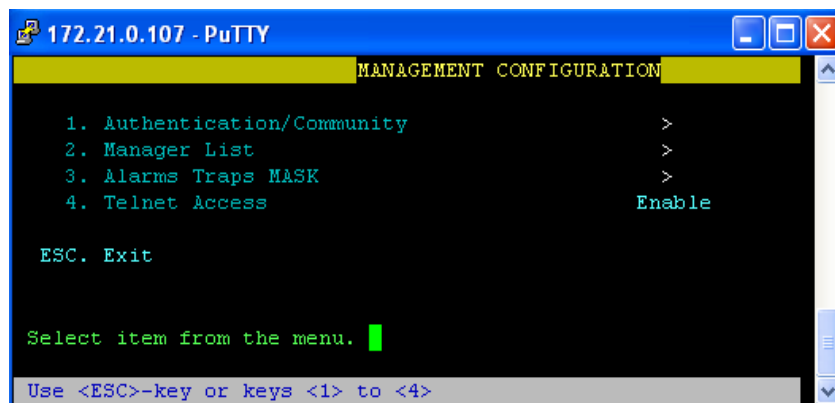 172.21.0.107 - PuTTY
MANAGEMENT CONFIGURATION
1. Authentication/Community >
2. Manager List >
3. Alarms Traps MASK >
4. Telnet Access Enable
ESC. Exit
Select item from the menu.
Use <ESC>-key or keys <1> to <4>